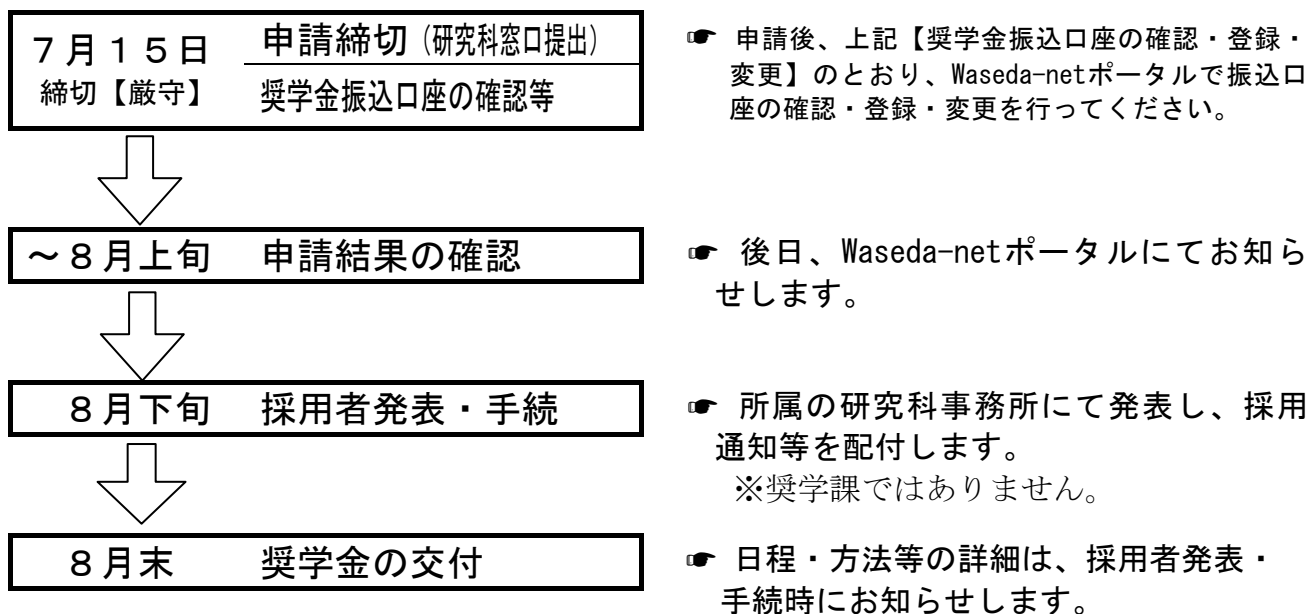 ７月１５日 申請締切（研究科窓口提出）
締切【厳守】 奨学金振込口座の確認等
☛ 申請後、上記【奨学金振込口座の確認・登録・
変更】のとおり、Waseda-netポータルで振込口
座の確認・登録・変更を行ってください。
～８月上旬 申請結果の確認
☛ 後日、Waseda-netポータルにてお知ら
せします。
８月下旬 採用者発表・手続
☛ 所属の研究科事務所にて発表し、採用
通知等を配付します。
※奨学課ではありません。
８月末 奨学金の交付
☛ 日程・方法等の詳細は、採用者発表・
手続時にお知らせします。